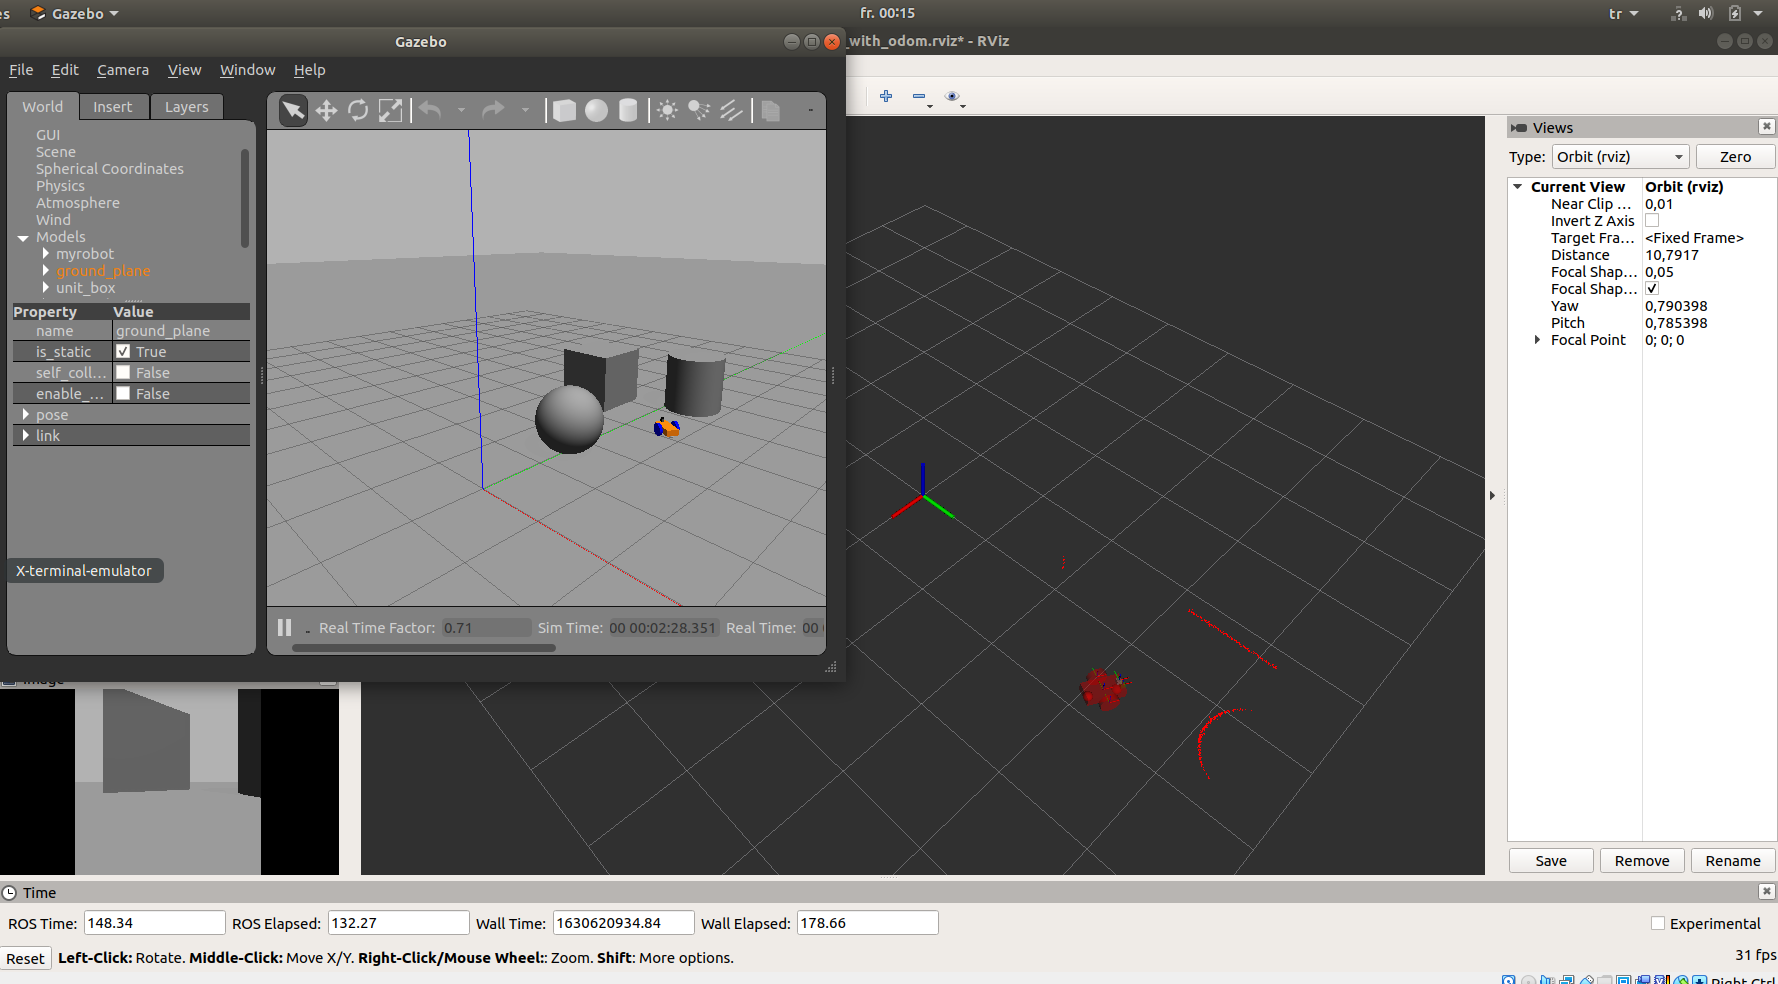 es Gazebo fr. 00:15 tr
Gazebo
_with_odom.rviz* - RViz
File Edit Camera View Window Help
World Insert Layers
GUI
Scene
Spherical Coordinates
Physics
Atmosphere
Wind
Models
myrobot
ground_plane
unit_box
Property Value
name ground_plane
is_static True
self_coll... False
enable_... False
pose
link
X-terminal-emulator
Real Time Factor: 0.71 Sim Time: 00 00:02:28.351 Real Time: 00
Views
Type: Orbit (rviz) Zero
Current View Orbit (rviz)
Near Clip ... 0,01
Invert Z Axis
Target Fra... <Fixed Frame>
Distance 10,7917
Focal Shap... 0,05
Focal Shap...
Yaw 0,790398
Pitch 0,785398
Focal Point 0; 0; 0
Save Remove Rename
Image
Time
ROS Time: 148.34 ROS Elapsed: 132.27 Wall Time: 1630620934.84 Wall Elapsed: 178.66 Experimental
Reset Left-Click: Rotate. Middle-Click: Move X/Y. Right-Click/Mouse Wheel:: Zoom. Shift: More options. 31 fps
Right Ctrl